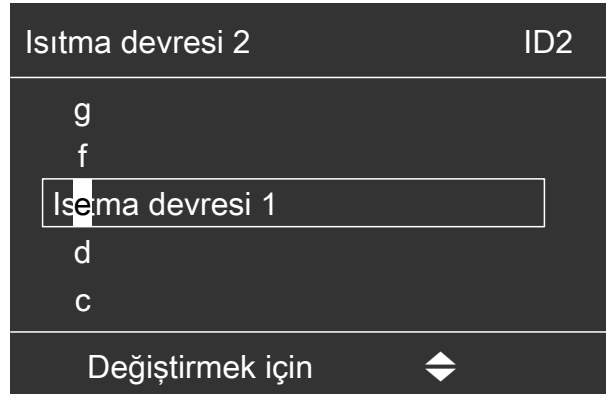 Isıtma devresi 2 ID2
g
f
Isetma devresi 1
d
c
Değiştirmek için